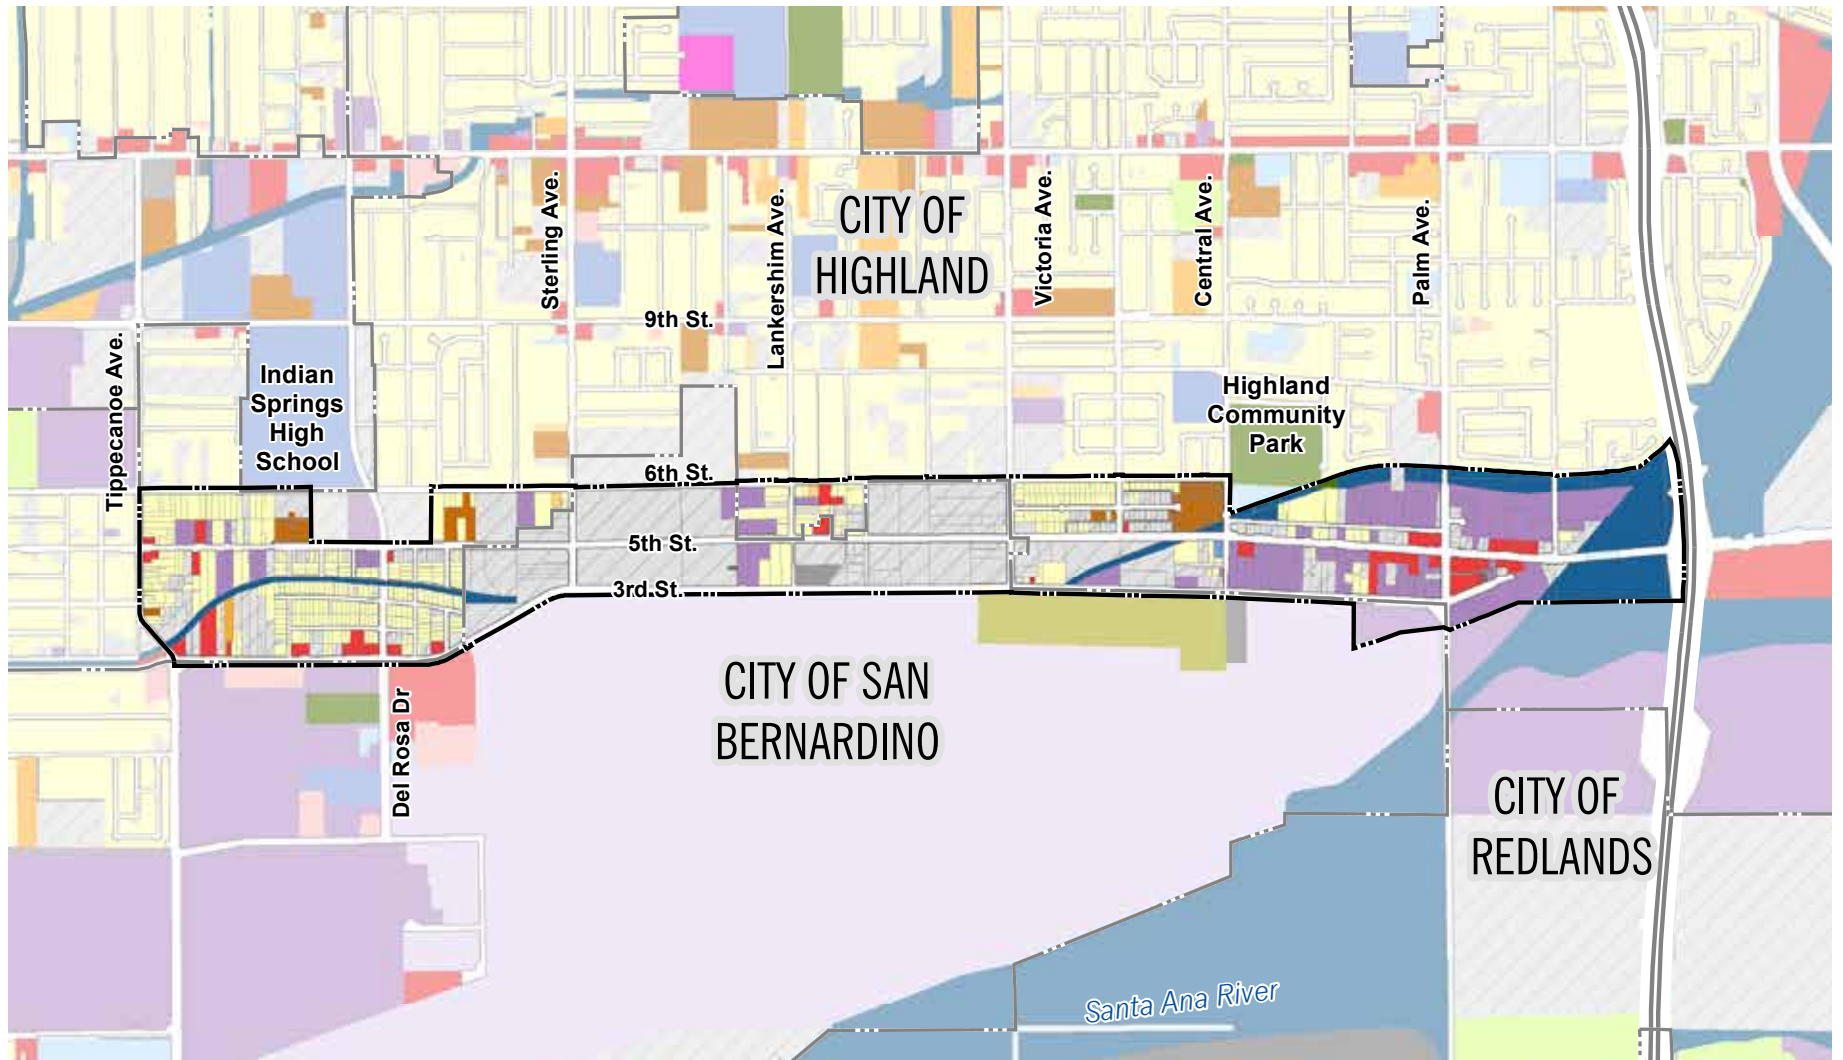 CITY OF
HIGHLAND
Sterling Ave.
Lankershim Ave.
Victoria Ave.
Central Ave.
Palm Ave.
9th St.
Tippecanoe Ave.
Indian
Springs
High
School
Highland
Community
Park
6th St.
5th St.
3rd St.
CITY OF SAN
BERNARDINO
Del Rosa Dr
CITY OF
REDLANDS
Santa Ana River